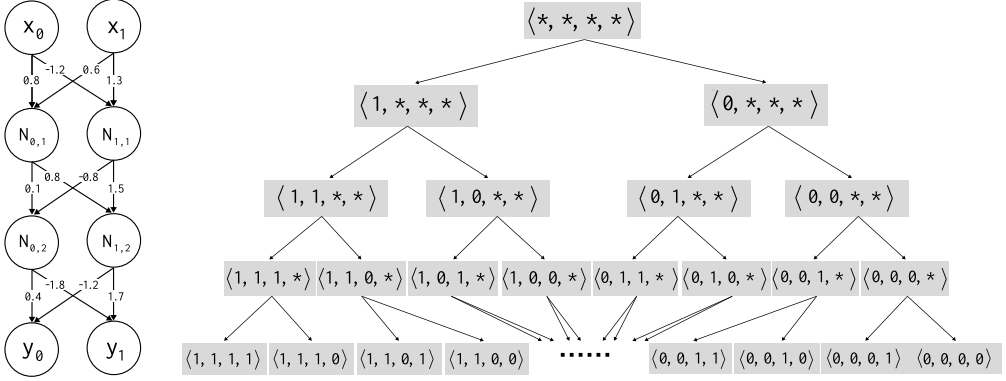 x₀ x₁
-1.2 0.6
0.8 1.3
N₀,₁ N₁,₁
0.8 -0.8
0.1 1.5
N₀,₂ N₁,₂
-1.8 -1.2
0.4 1.7
y₀ y₁
⟨*, *, *, *⟩
⟨1, *, *, *⟩ ⟨0, *, *, *⟩
⟨1, 1, *, *⟩ ⟨1, 0, *, *⟩ ⟨0, 1, *, *⟩ ⟨0, 0, *, *⟩
⟨1, 1, 1, *⟩ ⟨1, 1, 0, *⟩ ⟨1, 0, 1, *⟩ ⟨1, 0, 0, *⟩ ⟨0, 1, 1, *⟩ ⟨0, 1, 0, *⟩ ⟨0, 0, 1, *⟩ ⟨0, 0, 0, *⟩
⟨1, 1, 1, 1⟩ ⟨1, 1, 1, 0⟩ ⟨1, 1, 0, 1⟩ ⟨1, 1, 0, 0⟩ ...... ⟨0, 0, 1, 1⟩ ⟨0, 0, 1, 0⟩ ⟨0, 0, 0, 1⟩ ⟨0, 0, 0, 0⟩